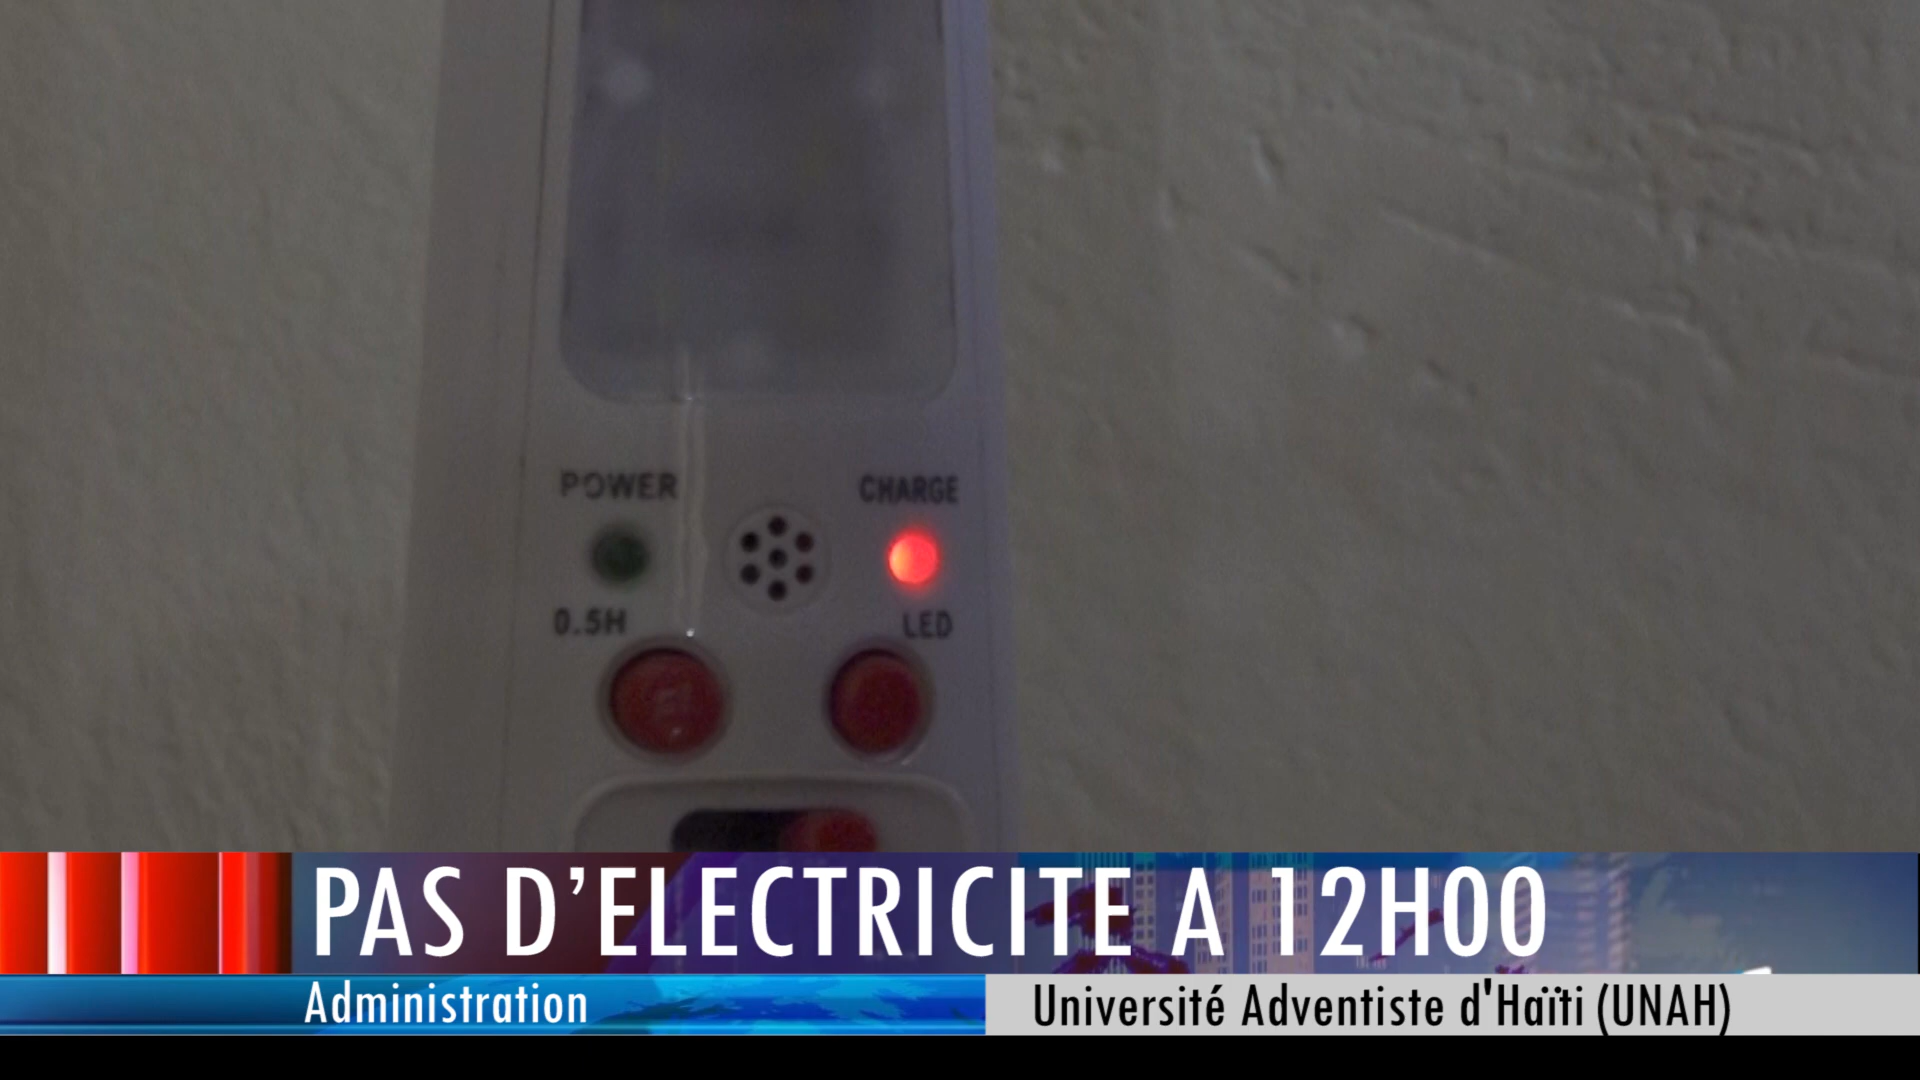 POWER CHARGE
0.5H LED
PAS D’ELECTRICITE A 12H00
Administration
Université Adventiste d'Haïti (UNAH)